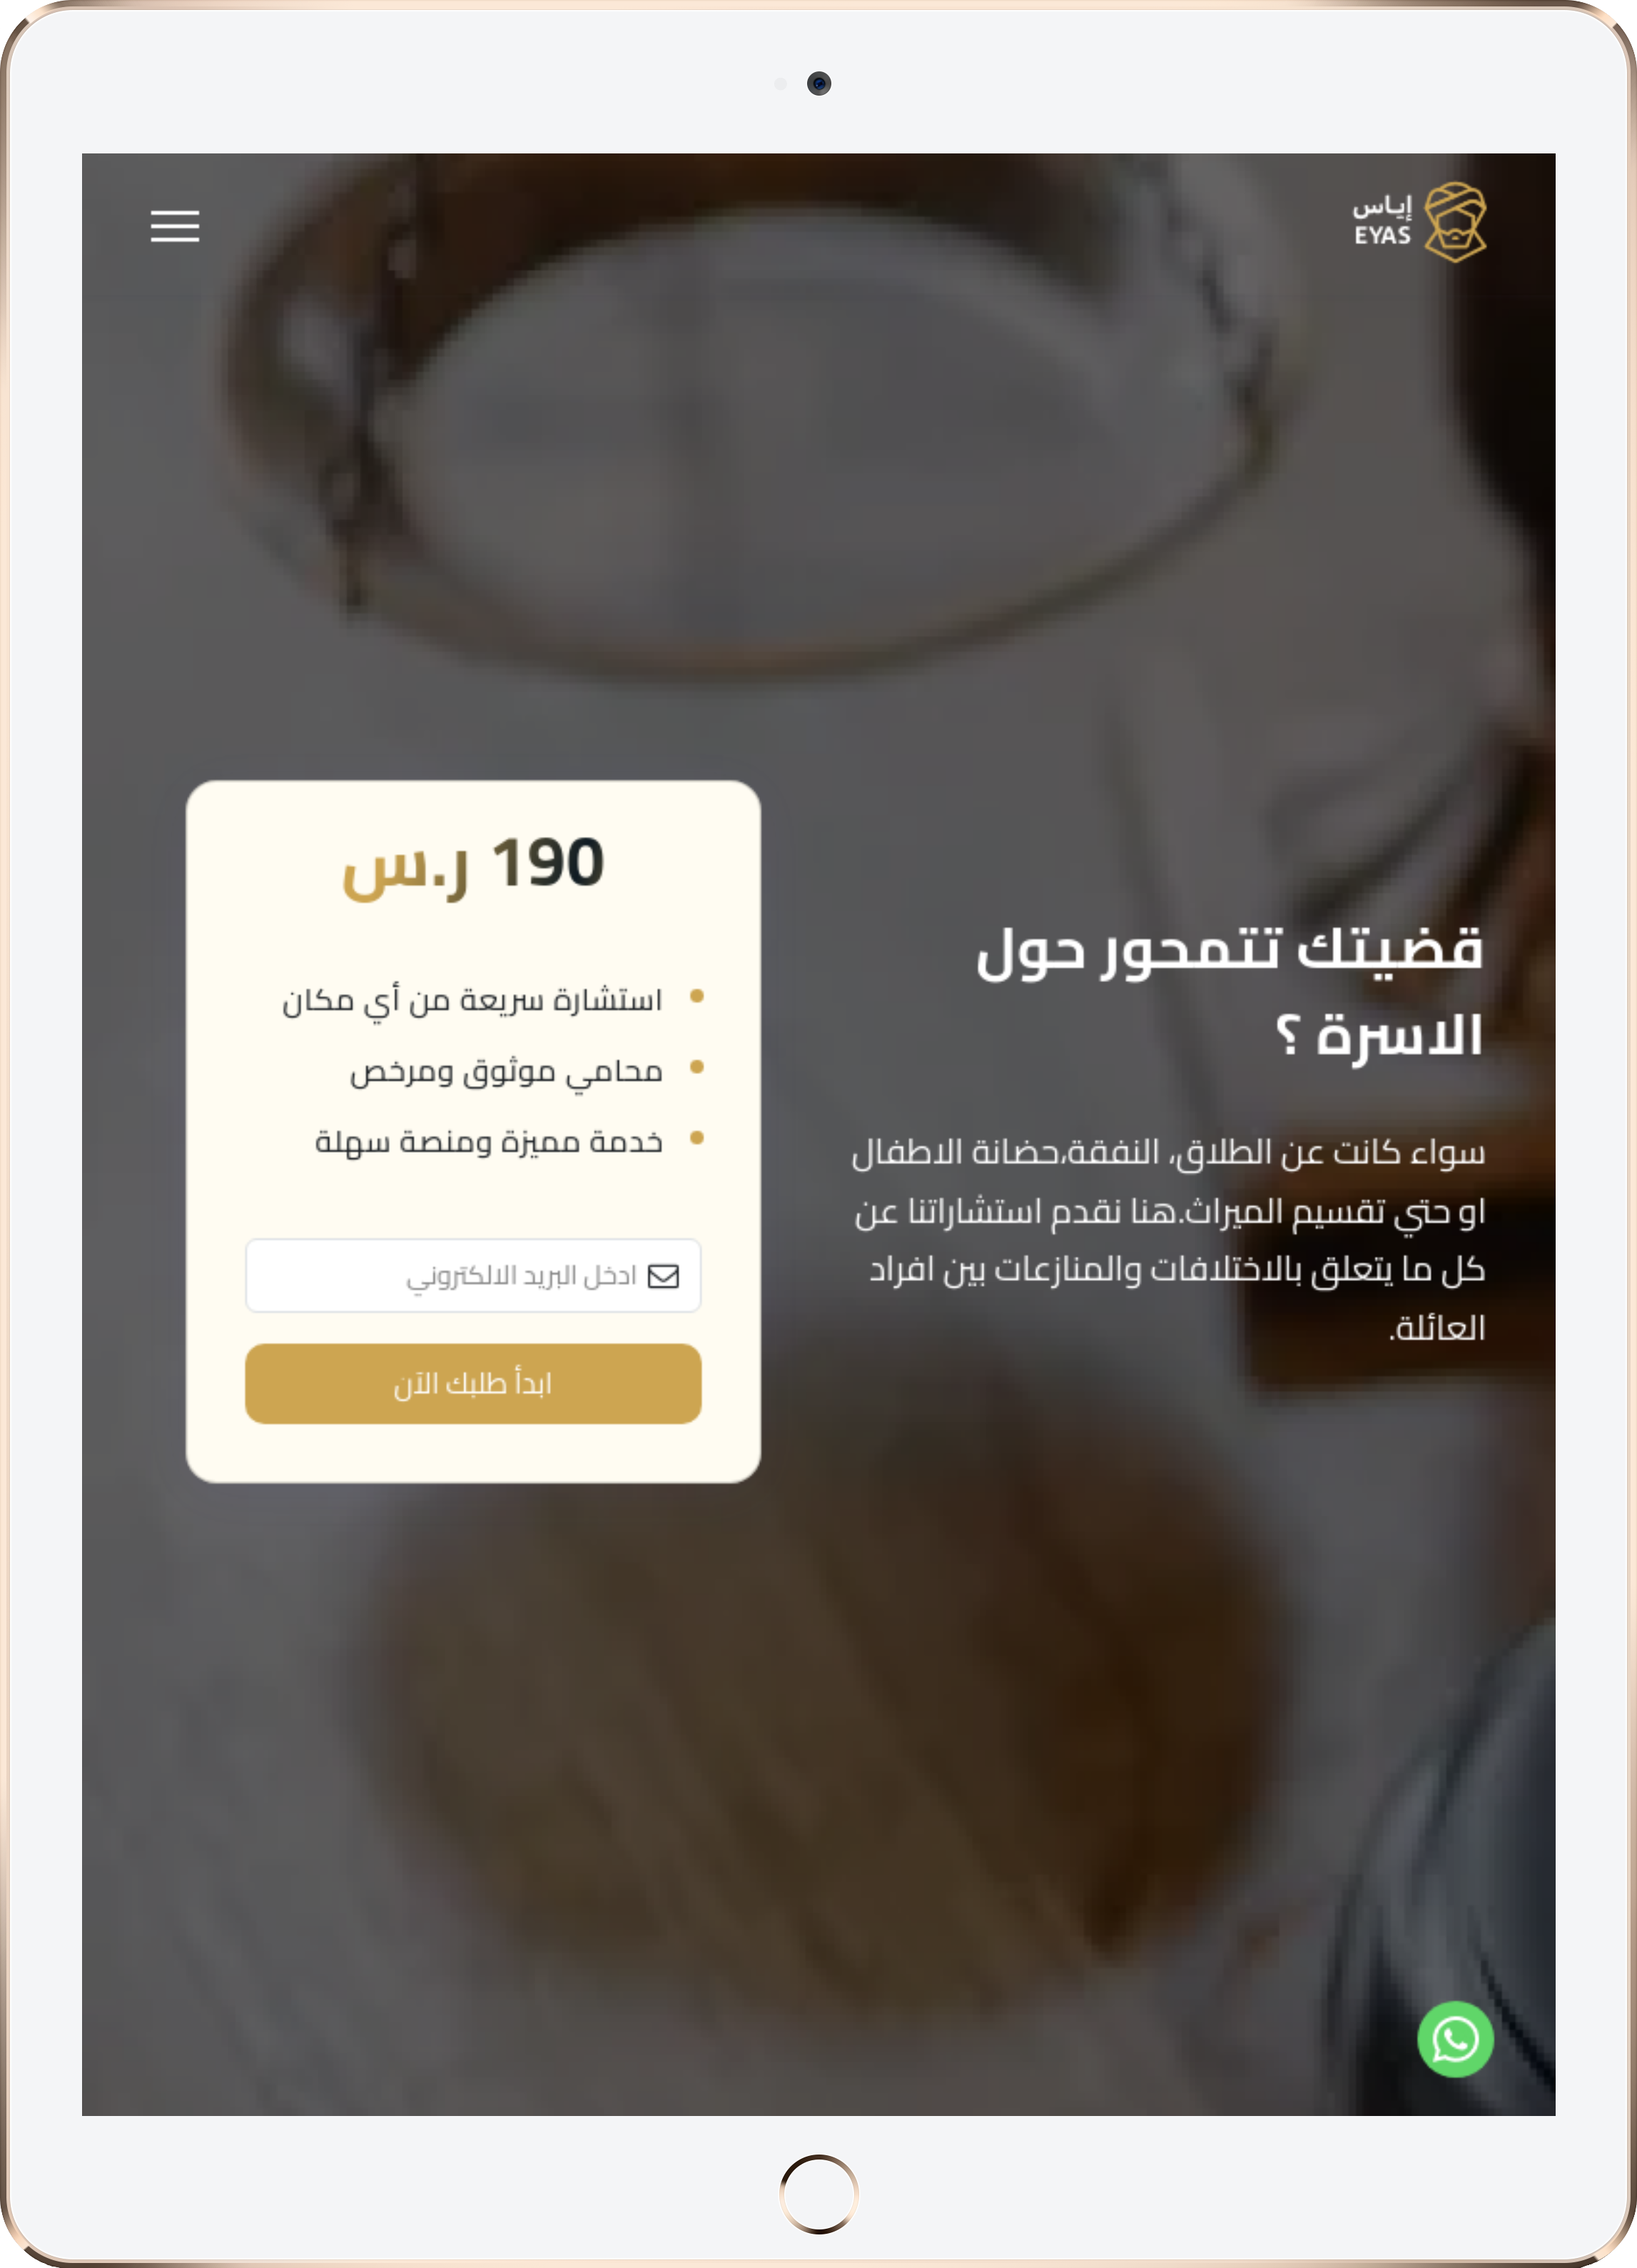 إياس
EYAS
قضيتك تتمحور حول
الاسرة ؟
سواء كانت عن الطلاق، النفقة،حضانة الاطفال
او حتي تقسيم الميراث.هنا نقدم استشاراتنا عن
كل ما يتعلق بالاختلافات والمنازعات بين افراد
العائلة.
190 ر.س
استشارة سريعة من أي مكان
محامي موثوق ومرخص
خدمة مميزة ومنصة سهلة
ادخل البريد الالكتروني
ابدأ طلبك الآن